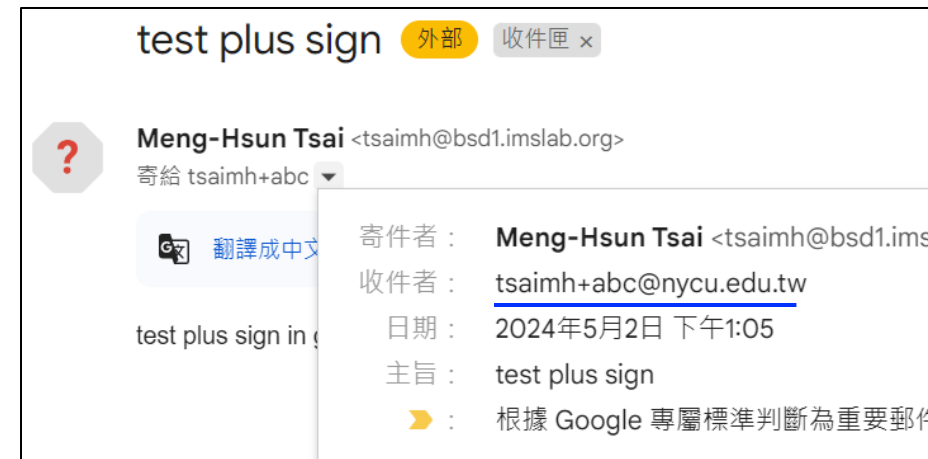 test plus sign 外部 收件匣 ×
?
Meng-Hsun Tsai <tsaimh@bsd1.imslab.org>
寄給 tsaimh+abc
翻譯成中文
寄件者： Meng-Hsun Tsai <tsaimh@bsd1.ims
收件者： tsaimh+abc@nycu.edu.tw
日期： 2024年5月2日 下午1:05
主旨： test plus sign
： 根據 Google 專屬標準判斷為重要郵件
test plus sign in